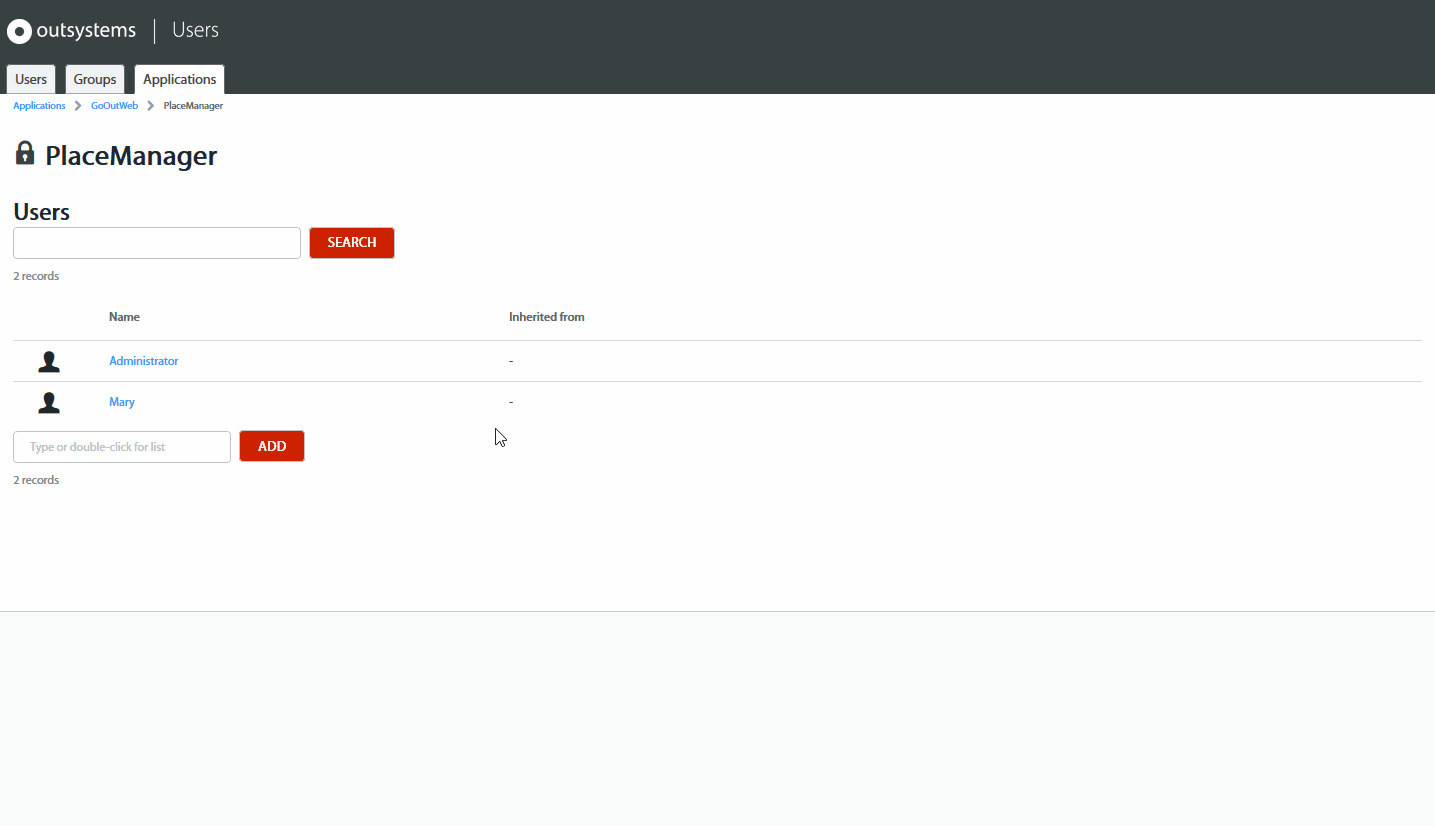 outsystems Users
Users Groups Applications
Applications GoOutWeb PlaceManager
PlaceManager
Users
SEARCH
2 records
Name Inherited from
Administrator -
Mary -
Type or double-click for list ADD
2 records